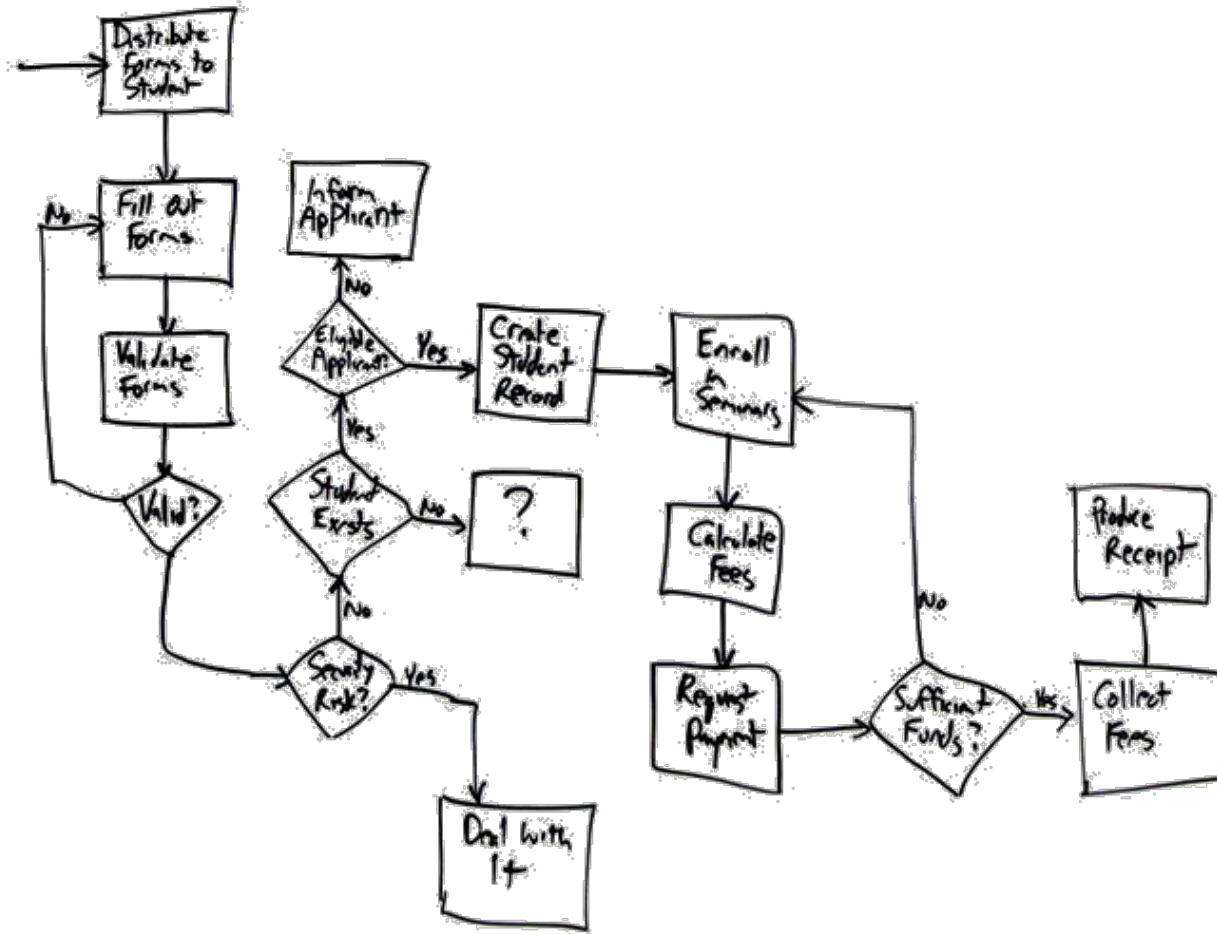 Distribute
Forms to
Student
No
Fill out
Forms
Validate
Forms
Valid?
Inform
Applicant
No
Eligible
Applicant?
Yes
Yes
Student
Exists
No
?
No
Security
Risk?
Yes
Deal with
It
Create
Student
Record
Enroll
in
Seminars
Calculate
Fees
Request
Payment
No
Sufficient
Funds?
Yes
Collect
Fees
Produce
Receipt